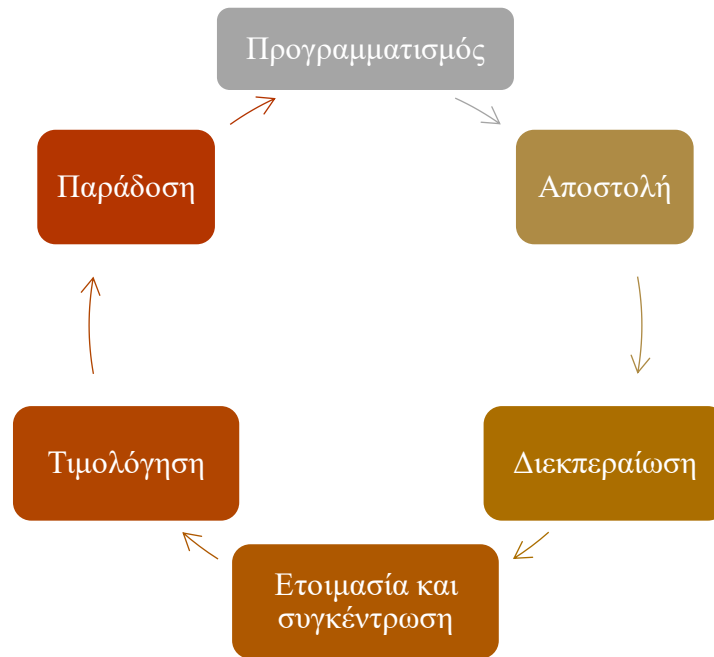 Προγραμματισμός
Αποστολή
Διεκπεραίωση
Ετοιμασία και
συγκέντρωση
Τιμολόγηση
Παράδοση